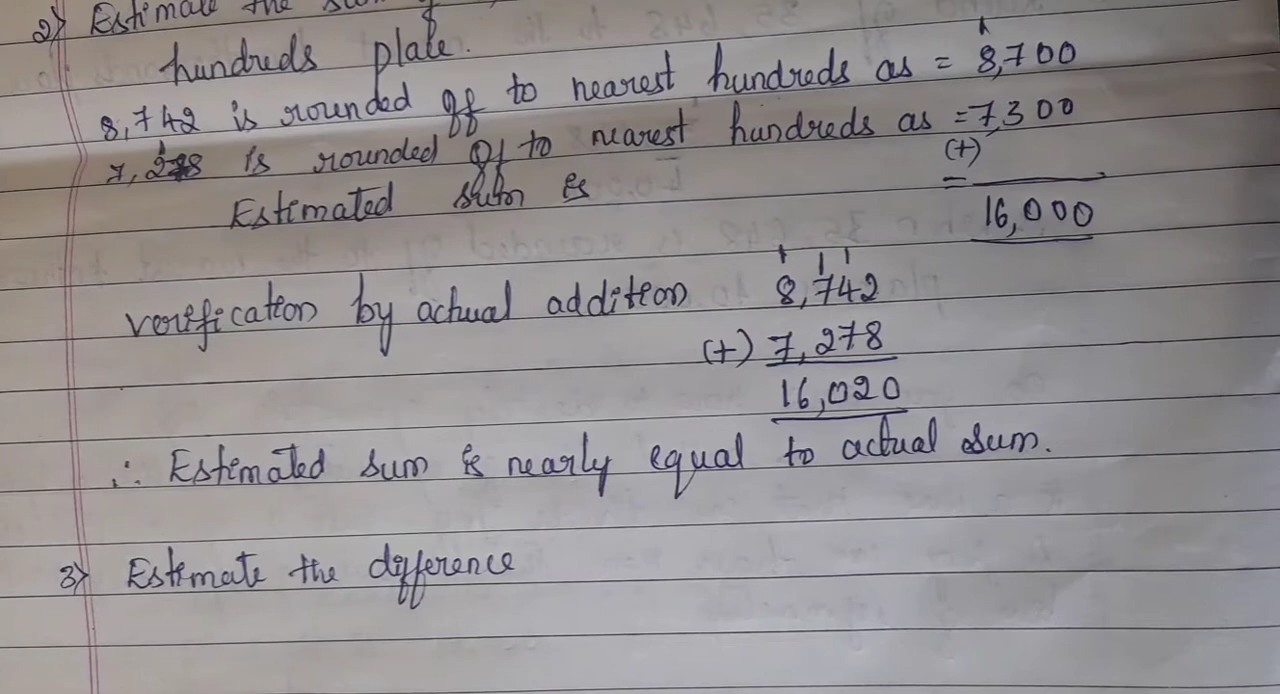 2) Estimate the sum
hundreds place.
8,742 is rounded off to nearest hundreds as = 8,700
7,278 is rounded off to nearest hundreds as = 7,300
(+)
Estimated sum is =
16,000
verification by actual addition 8,742
(+) 7,278
16,020
∴ Estimated sum is nearly equal to actual sum.
3) Estimate the difference